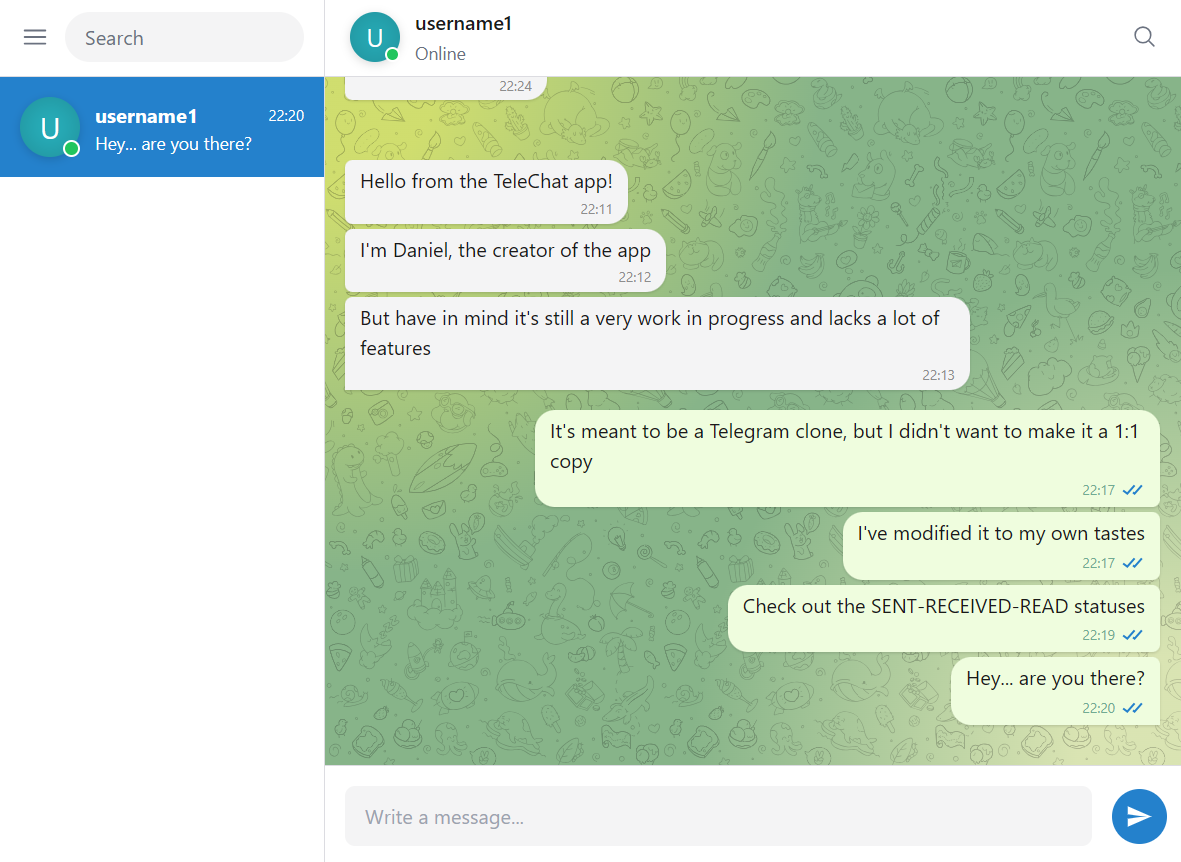 Search
U
username1
22:20
Hey... are you there?
U
username1
Online
22:24
Hello from the TeleChat app!
22:11
I'm Daniel, the creator of the app
22:12
But have in mind it's still a very work in progress and lacks a lot of
features
22:13
It's meant to be a Telegram clone, but I didn't want to make it a 1:1
copy
22:17
I've modified it to my own tastes
22:17
Check out the SENT-RECEIVED-READ statuses
22:19
Hey... are you there?
22:20
Write a message...